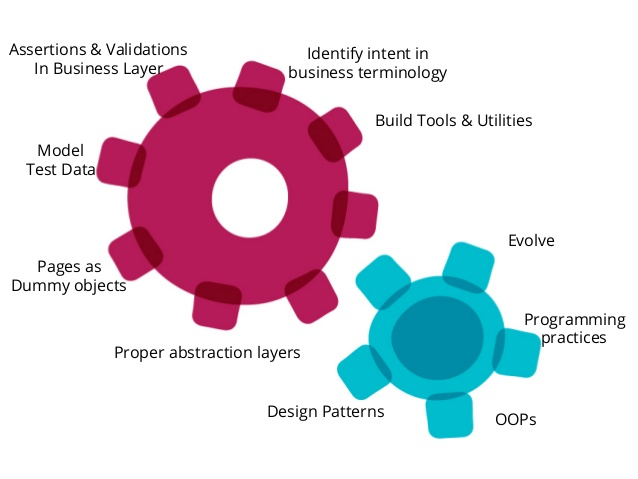 Assertions & Validations
In Business Layer
Identify intent in
business terminology
Build Tools & Utilities
Model
Test Data
Pages as
Dummy objects
Proper abstraction layers
Evolve
Programming
practices
Design Patterns
OOPs